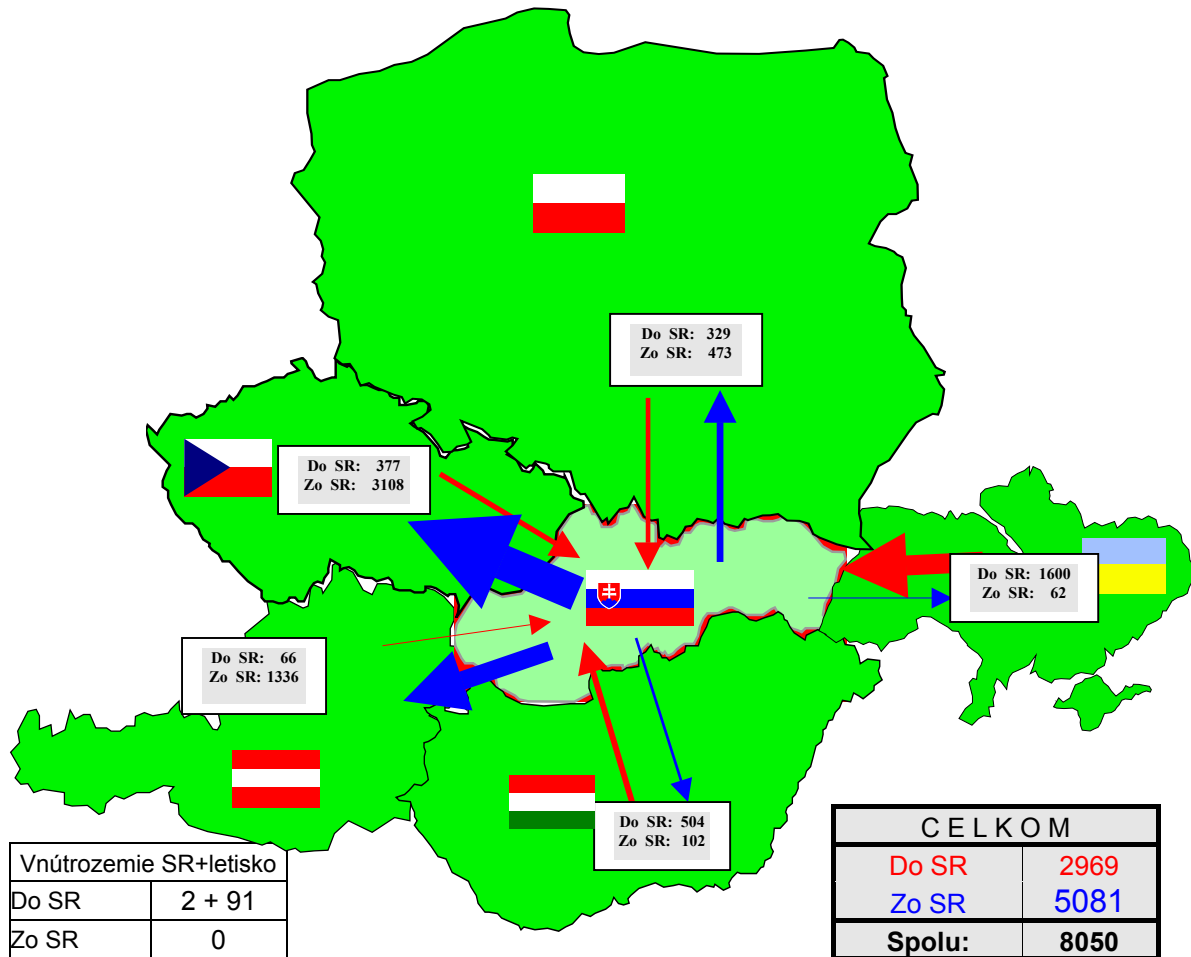 Do SR: 329
Zo SR: 473
Do SR: 377
Zo SR: 3108
Do SR: 1600
Zo SR: 62
Do SR: 66
Zo SR: 1336
Do SR: 504
Zo SR: 102
Vnútrozemie SR+letisko
Do SR 2 + 91
Zo SR 0
C E L K O M
Do SR 2969
Zo SR 5081
Spolu: 8050